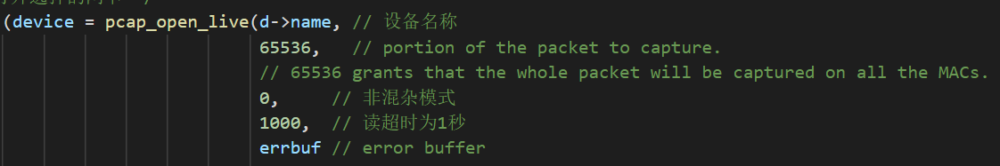 (device = pcap_open_live(d->name, // 设备名称
65536, // portion of the packet to capture.
// 65536 grants that the whole packet will be captured on all the MACs.
0, // 非混杂模式
1000, // 读超时为1秒
errbuf // error buffer